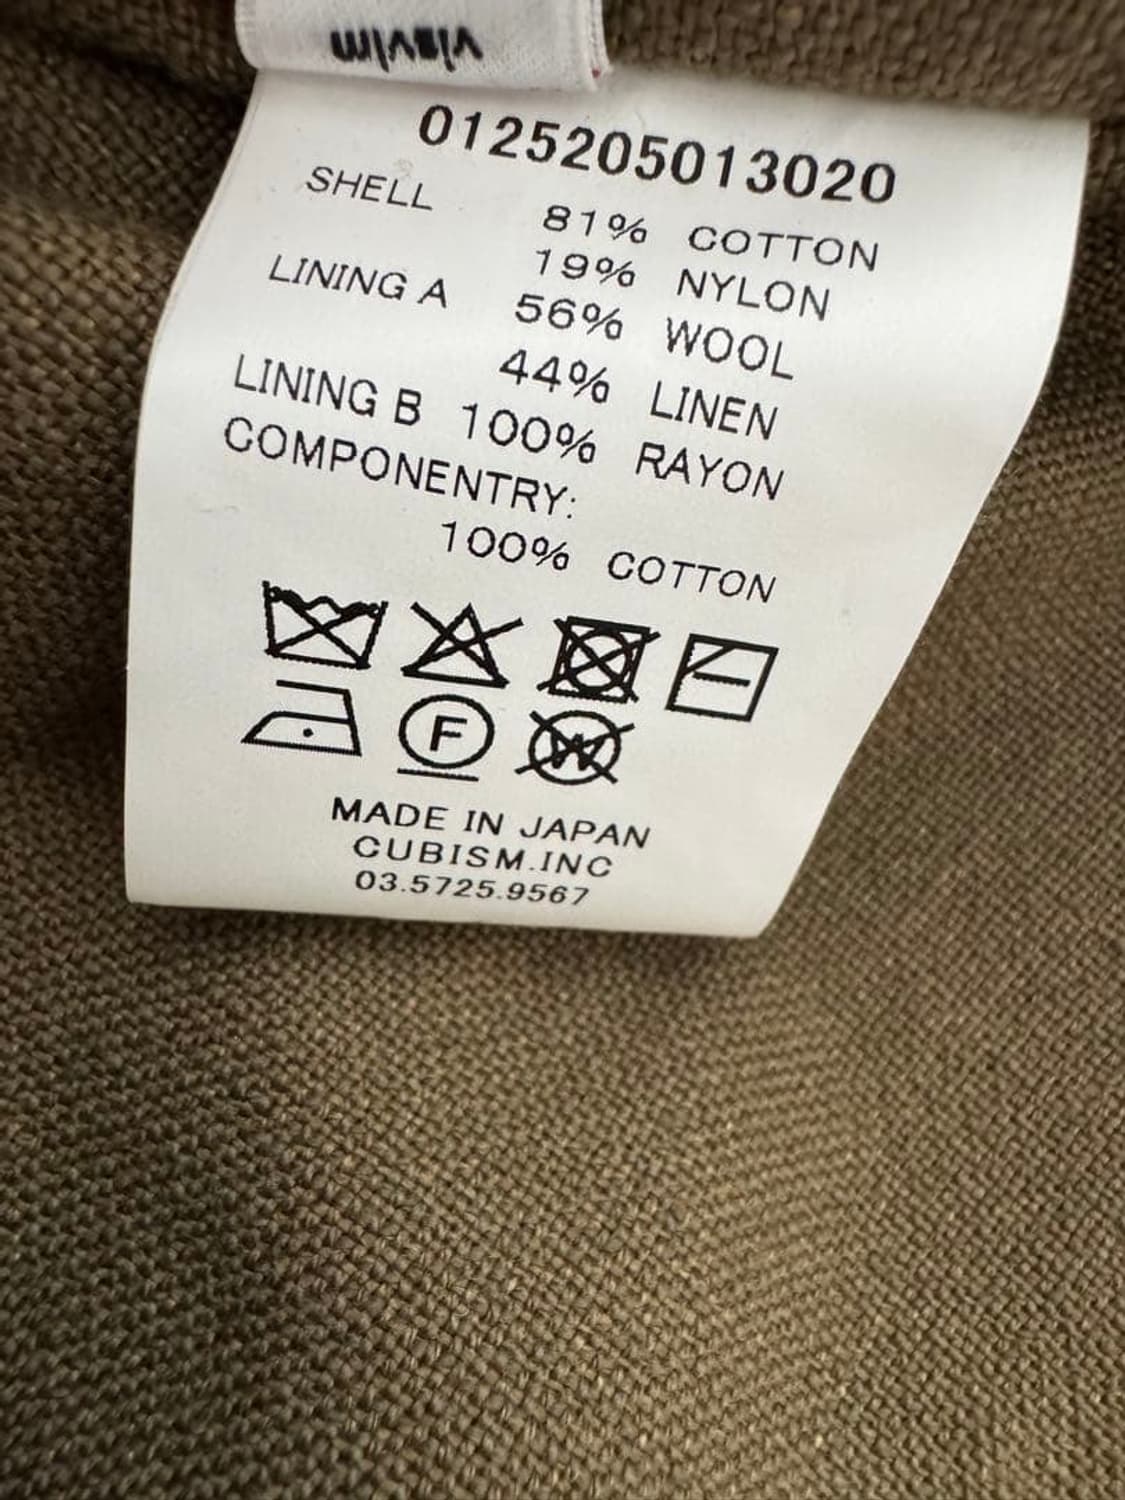 visvim
0125205013020
SHELL 81% COTTON
19% NYLON
LINING A 56% WOOL
44% LINEN
LINING B 100% RAYON
COMPONENTRY:
100% COTTON
F
W
MADE IN JAPAN
CUBISM.INC
03.5725.9567